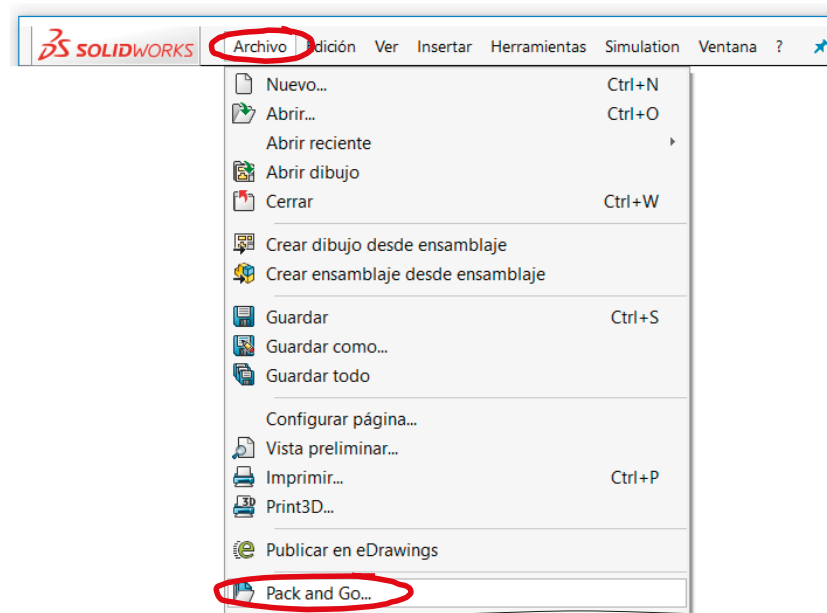 SOLIDWORKS Archivo Edición Ver Insertar Herramientas Simulation Ventana ?
Nuevo... Ctrl+N
Abrir... Ctrl+O
Abrir reciente
Abrir dibujo
Cerrar Ctrl+W
Crear dibujo desde ensamblaje
Crear ensamblaje desde ensamblaje
Guardar Ctrl+S
Guardar como...
Guardar todo
Configurar página...
Vista preliminar...
Imprimir... Ctrl+P
Print3D...
Publicar en eDrawings
Pack and Go...